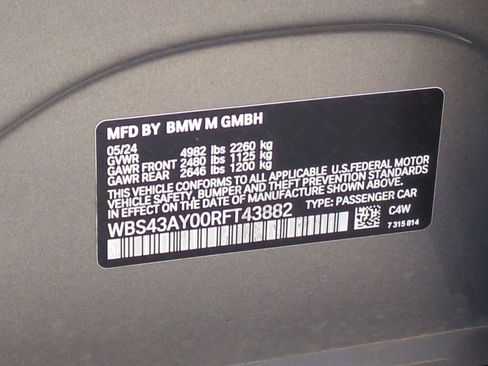 MFD BY BMW M GMBH
05/24
GVWR 4982 lbs 2260 kg
GAWR FRONT 2480 lbs 1125 kg
GAWR REAR 2646 lbs 1200 kg
THIS VEHICLE CONFORMS TO ALL APPLICABLE U.S.FEDERAL MOTOR
VEHICLE SAFETY, BUMPER AND THEFT PREVENTION STANDARDS
IN EFFECT ON THE DATE OF MANUFACTURE SHOWN ABOVE.
WBS43AY00RFT43882 TYPE: PASSENGER CAR
C4W
7 315 814